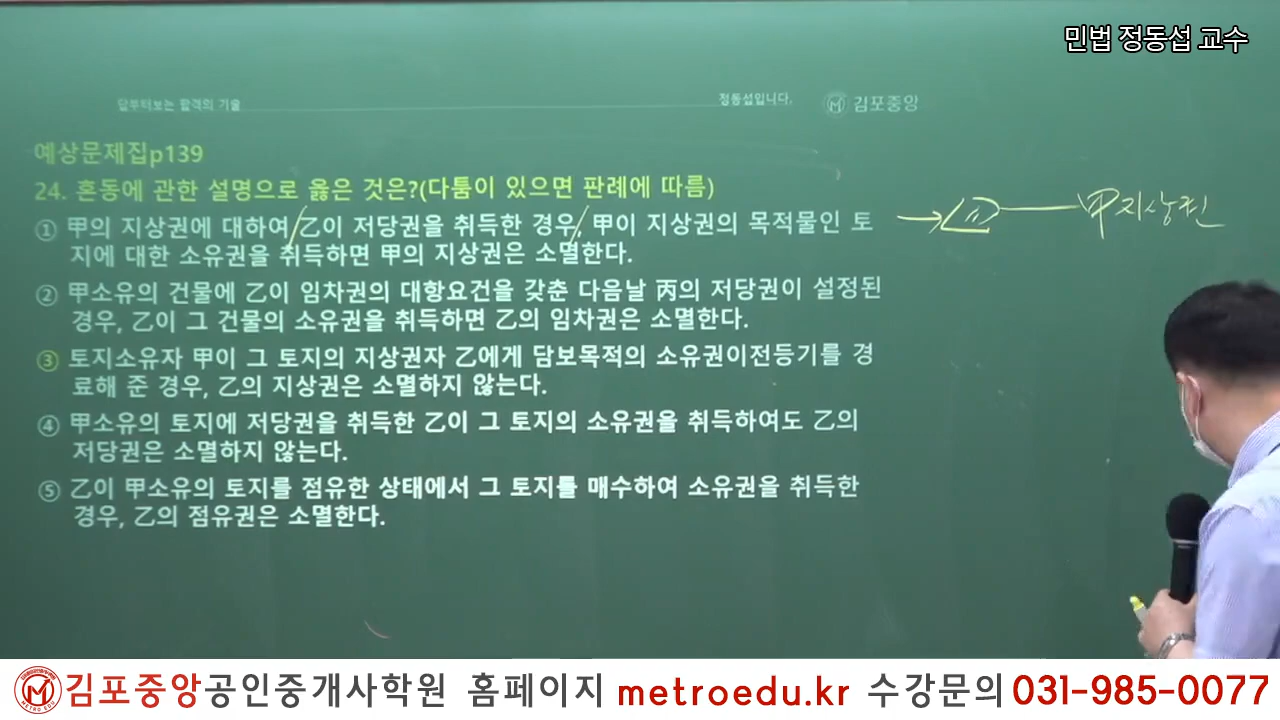 민법 정동섭 교수
답부터보는 합격의 기술
정동섭입니다.
김포중앙
예상문제집p139
24. 혼동에 관한 설명으로 옳은 것은?(다툼이 있으면 판례에 따름)
① 甲의 지상권에 대하여 乙이 저당권을 취득한 경우, 甲이 지상권의 목적물인 토
지에 대한 소유권을 취득하면 甲의 지상권은 소멸한다.
② 甲소유의 건물에 乙이 임차권의 대항요건을 갖춘 다음날 丙의 저당권이 설정된
경우, 乙이 그 건물의 소유권을 취득하면 乙의 임차권은 소멸한다.
③ 토지소유자 甲이 그 토지의 지상권자 乙에게 담보목적의 소유권이전등기를 경
료해 준 경우, 乙의 지상권은 소멸하지 않는다.
④ 甲소유의 토지에 저당권을 취득한 乙이 그 토지의 소유권을 취득하여도 乙의
저당권은 소멸하지 않는다.
⑤ 乙이 甲소유의 토지를 점유한 상태에서 그 토지를 매수하여 소유권을 취득한
경우, 乙의 점유권은 소멸한다.
甲지상권
METRO EDU
김포중앙공인중개사학원 홈페이지 metroedu.kr 수강문의 031-985-0077